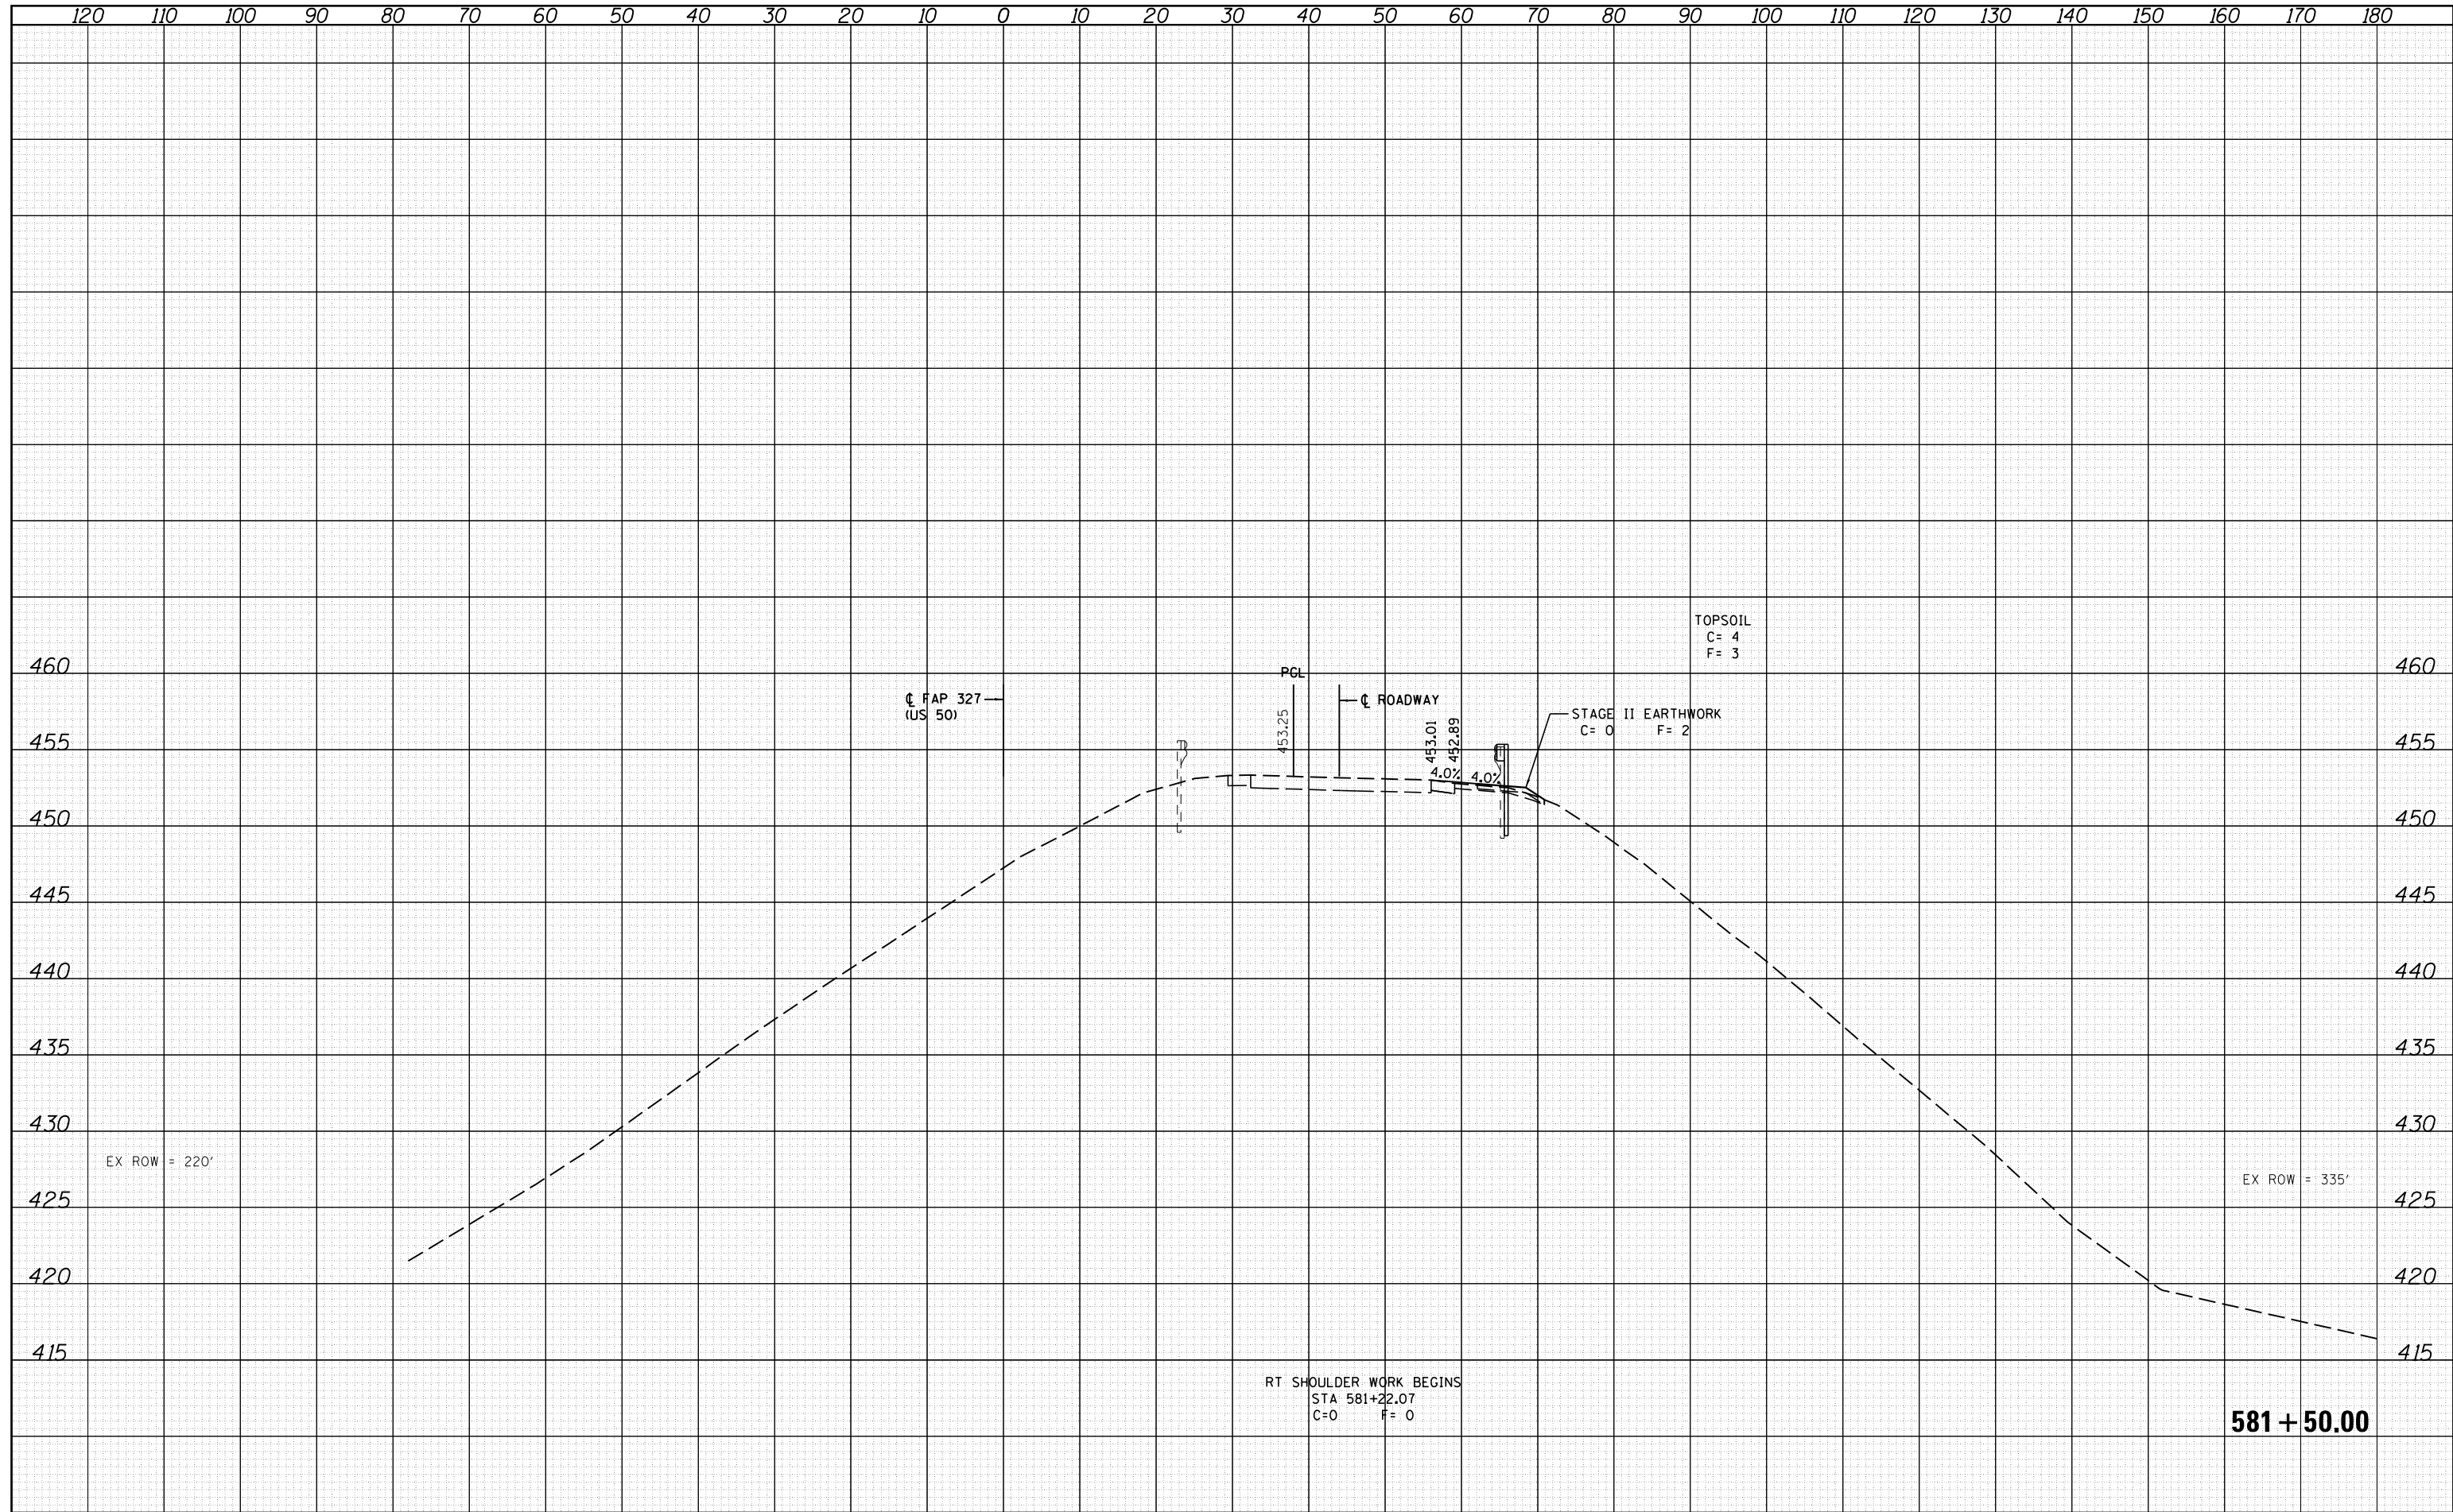 120 110 100 90 80 70 60 50 40 30 20 10 0 10 20 30 40 50 60 70 80 90 100 110 120 130 140 150 160 170 180
TOPSOIL
C= 4
F= 3
460 460
PGL
℄ FAP 327
(US 50)
℄ ROADWAY
STAGE II EARTHWORK
C= 0 F= 2
453.25
453.01
452.89
455 455
4.0% 4.0%
450 450
445 445
440 440
435 435
430 430
EX ROW = 220'
EX ROW = 335'
425 425
420 420
415 415
RT SHOULDER WORK BEGINS
STA 581+22.07
C=0 F= 0
581+50.00